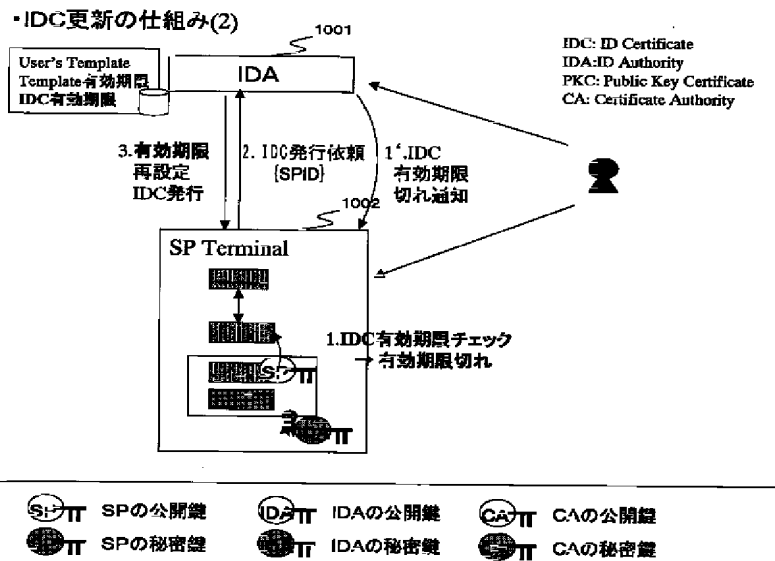 ・IDC更新の仕組み(2)
1001
IDC: ID Certificate
IDA:ID Authority
PKC: Public Key Certificate
CA: Certificate Authority
User's Template
Template有効期限
IDC有効期限
IDA
3.有効期限
再設定
IDC発行
2. IDC発行依頼
{SPID}
1'.IDC
有効期限
切れ通知
1002
SP Terminal
1.IDC有効期限チェック
→ 有効期限切れ
SP
SP
SPの公開鍵
IDA
IDAの公開鍵
CA
CAの公開鍵
SPの秘密鍵
IDAの秘密鍵
CAの秘密鍵